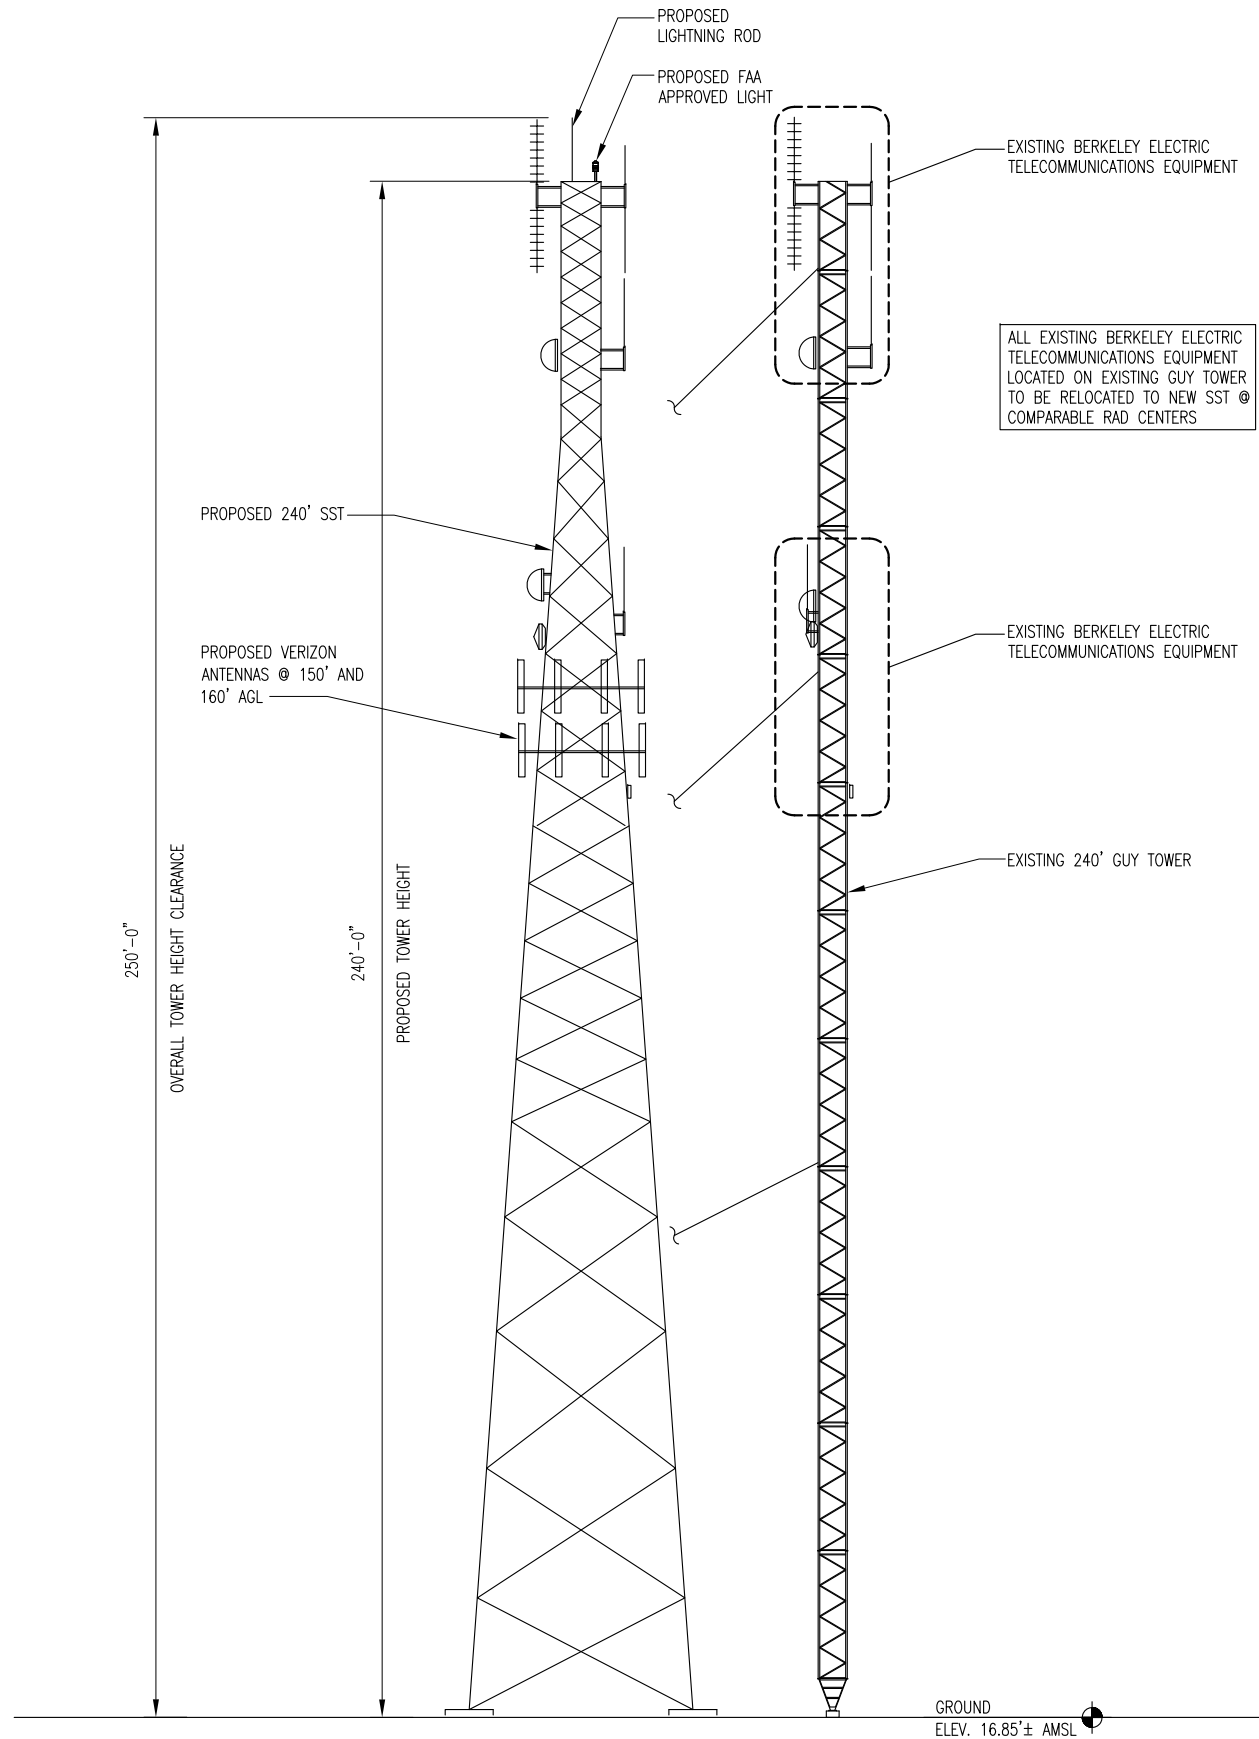 PROPOSED
LIGHTNING ROD
PROPOSED FAA
APPROVED LIGHT
EXISTING BERKELEY ELECTRIC
TELECOMMUNICATIONS EQUIPMENT
ALL EXISTING BERKELEY ELECTRIC
TELECOMMUNICATIONS EQUIPMENT
LOCATED ON EXISTING GUY TOWER
TO BE RELOCATED TO NEW SST @
COMPARABLE RAD CENTERS
PROPOSED 240' SST
PROPOSED VERIZON
ANTENNAS @ 150' AND
160' AGL
EXISTING BERKELEY ELECTRIC
TELECOMMUNICATIONS EQUIPMENT
EXISTING 240' GUY TOWER
250'-0"
OVERALL TOWER HEIGHT CLEARANCE
240'-0"
PROPOSED TOWER HEIGHT
GROUND
ELEV. 16.85'± AMSL